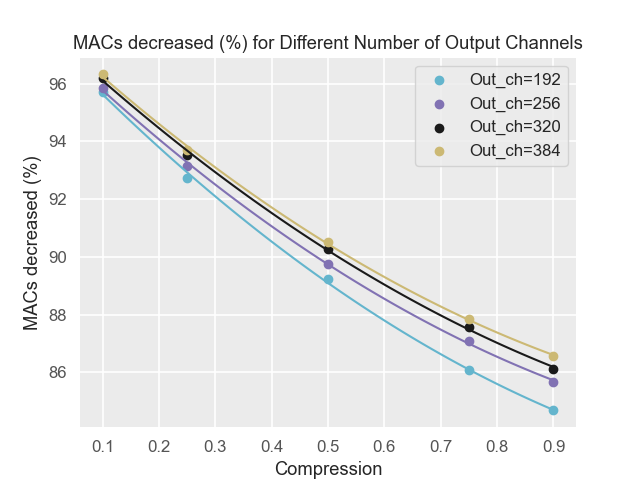 MACs decreased (%) for Different Number of Output Channels
Out_ch=192
Out_ch=256
Out_ch=320
Out_ch=384
MACs decreased (%)
96
94
92
90
88
86
0.1 0.2 0.3 0.4 0.5 0.6 0.7 0.8 0.9
Compression